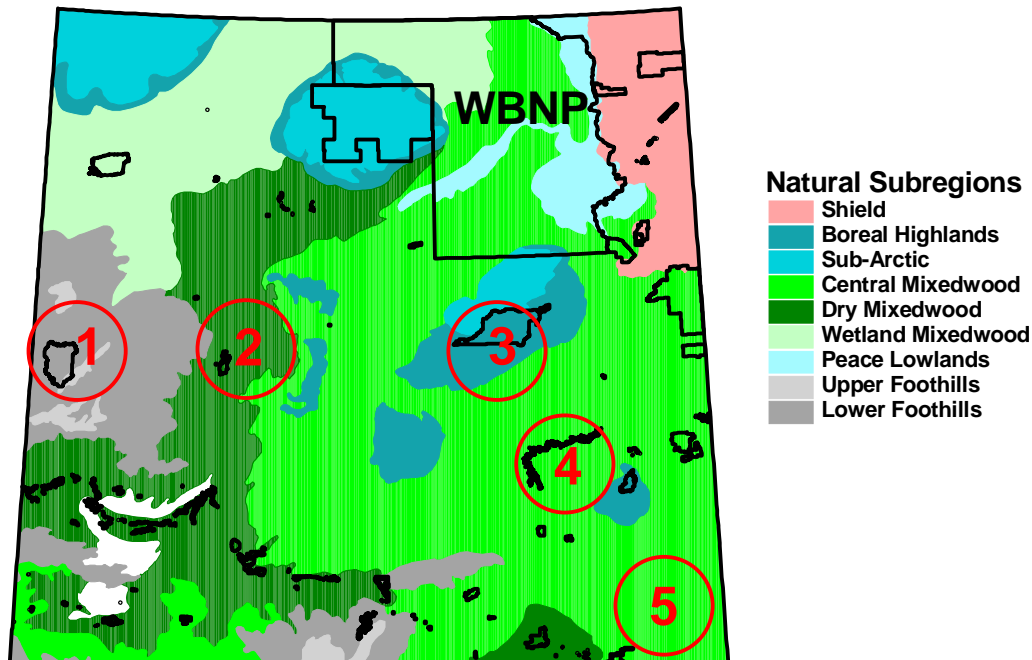 WBNP
1
2
3
4
5
Natural Subregions
Shield
Boreal Highlands
Sub-Arctic
Central Mixedwood
Dry Mixedwood
Wetland Mixedwood
Peace Lowlands
Upper Foothills
Lower Foothills